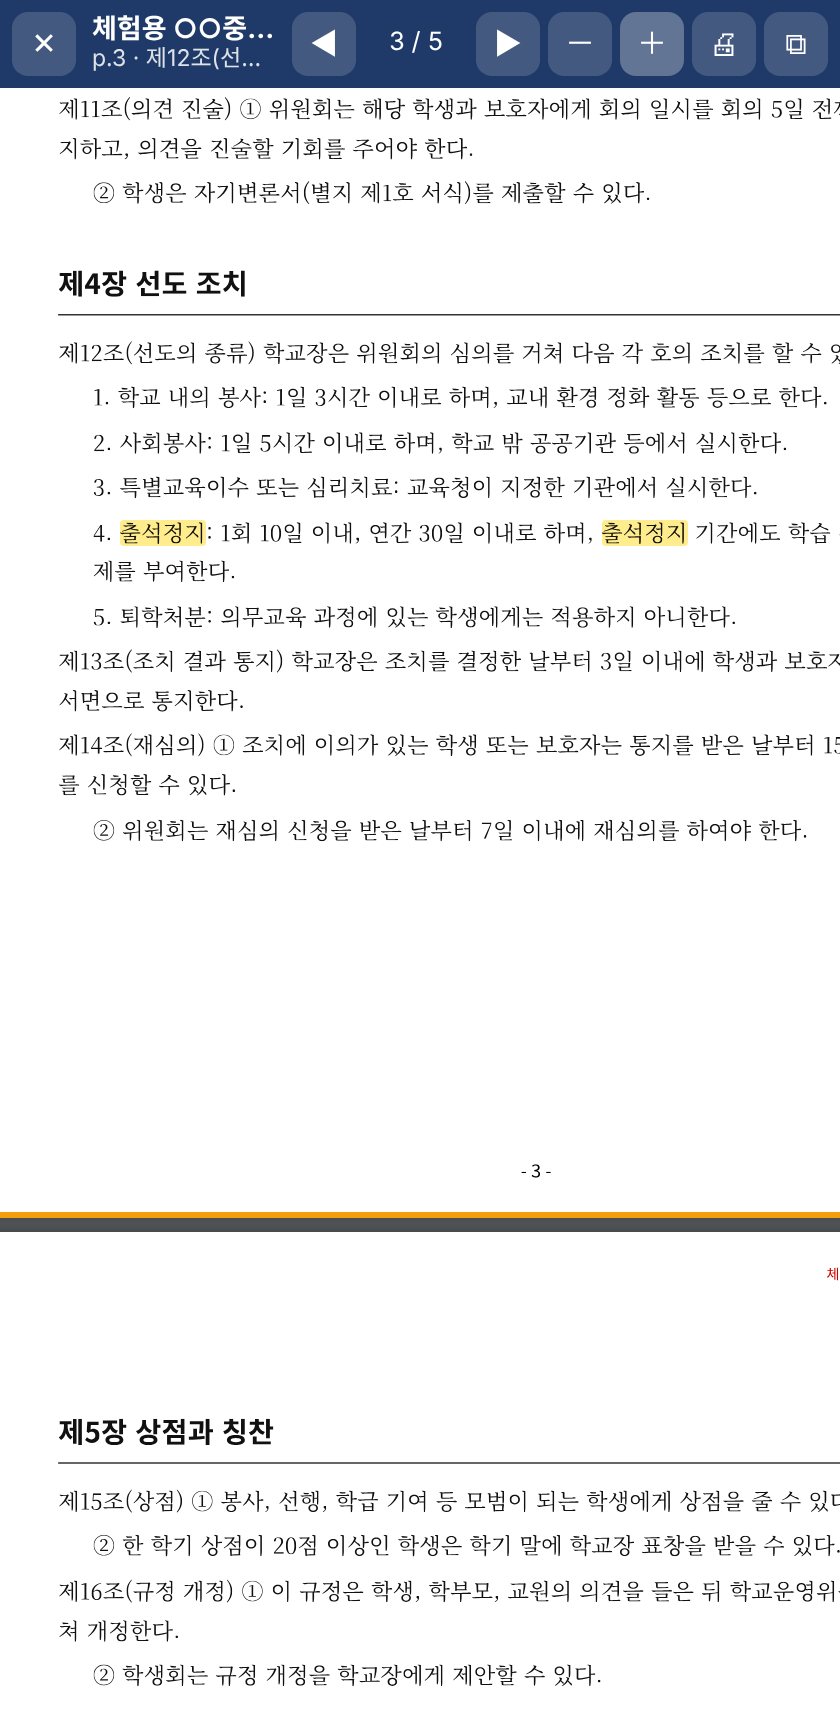 체험용 ○○중...
p.3 · 제12조(선...
3 / 5
제11조(의견 진술) ① 위원회는 해당 학생과 보호자에게 회의 일시를 회의 5일
지하고, 의견을 진술할 기회를 주어야 한다.
② 학생은 자기변론서(별지 제1호 서식)를 제출할 수 있다.
제4장 선도 조치
제12조(선도의 종류) 학교장은 위원회의 심의를 거쳐 다음 각 호의 조치를 할 수
1. 학교 내의 봉사: 1일 3시간 이내로 하며, 교내 환경 정화 활동 등으로 한다.
2. 사회봉사: 1일 5시간 이내로 하며, 학교 밖 공공기관 등에서 실시한다.
3. 특별교육이수 또는 심리치료: 교육청이 지정한 기관에서 실시한다.
4. 출석정지: 1회 10일 이내, 연간 30일 이내로 하며, 출석정지 기간에도 학습
제를 부여한다.
5. 퇴학처분: 의무교육 과정에 있는 학생에게는 적용하지 아니한다.
제13조(조치 결과 통지) 학교장은 조치를 결정한 날부터 3일 이내에 학생과
서면으로 통지한다.
제14조(재심의) ① 조치에 이의가 있는 학생 또는 보호자는 통지를 받은 날부터
를 신청할 수 있다.
② 위원회는 재심의 신청을 받은 날부터 7일 이내에 재심의를 하여야 한다.
- 3 -
제5장 상점과 칭찬
제15조(상점) ① 봉사, 선행, 학급 기여 등 모범이 되는 학생에게 상점을 줄 수
② 한 학기 상점이 20점 이상인 학생은 학기 말에 학교장 표창을 받을 수 있다.
제16조(규정 개정) ① 이 규정은 학생, 학부모, 교원의 의견을 들은 뒤
쳐 개정한다.
② 학생회는 규정 개정을 학교장에게 제안할 수 있다.